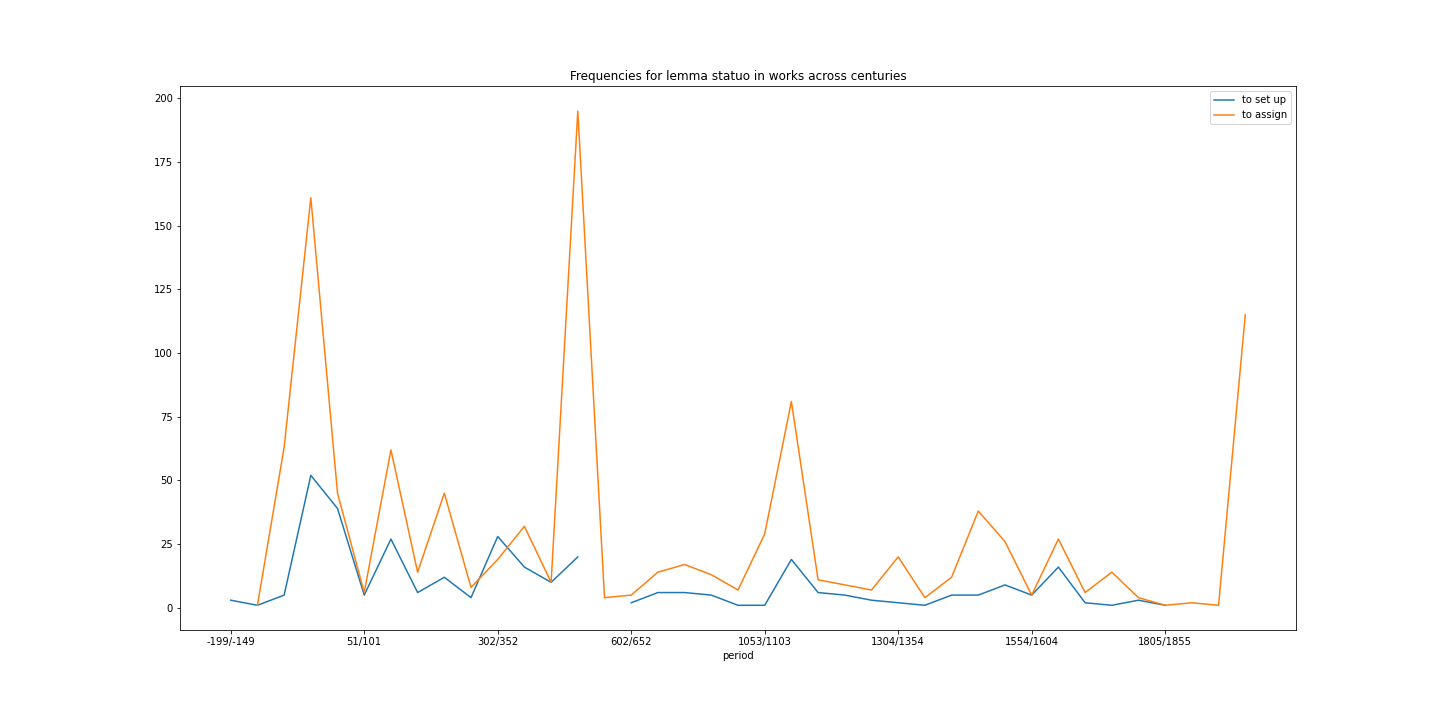 Frequencies for lemma statuo in works across centuries
to set up
to assign
200
175
150
125
100
75
50
25
0
-199/-149 51/101 302/352 602/652 1053/1103 1304/1354 1554/1604 1805/1855
period